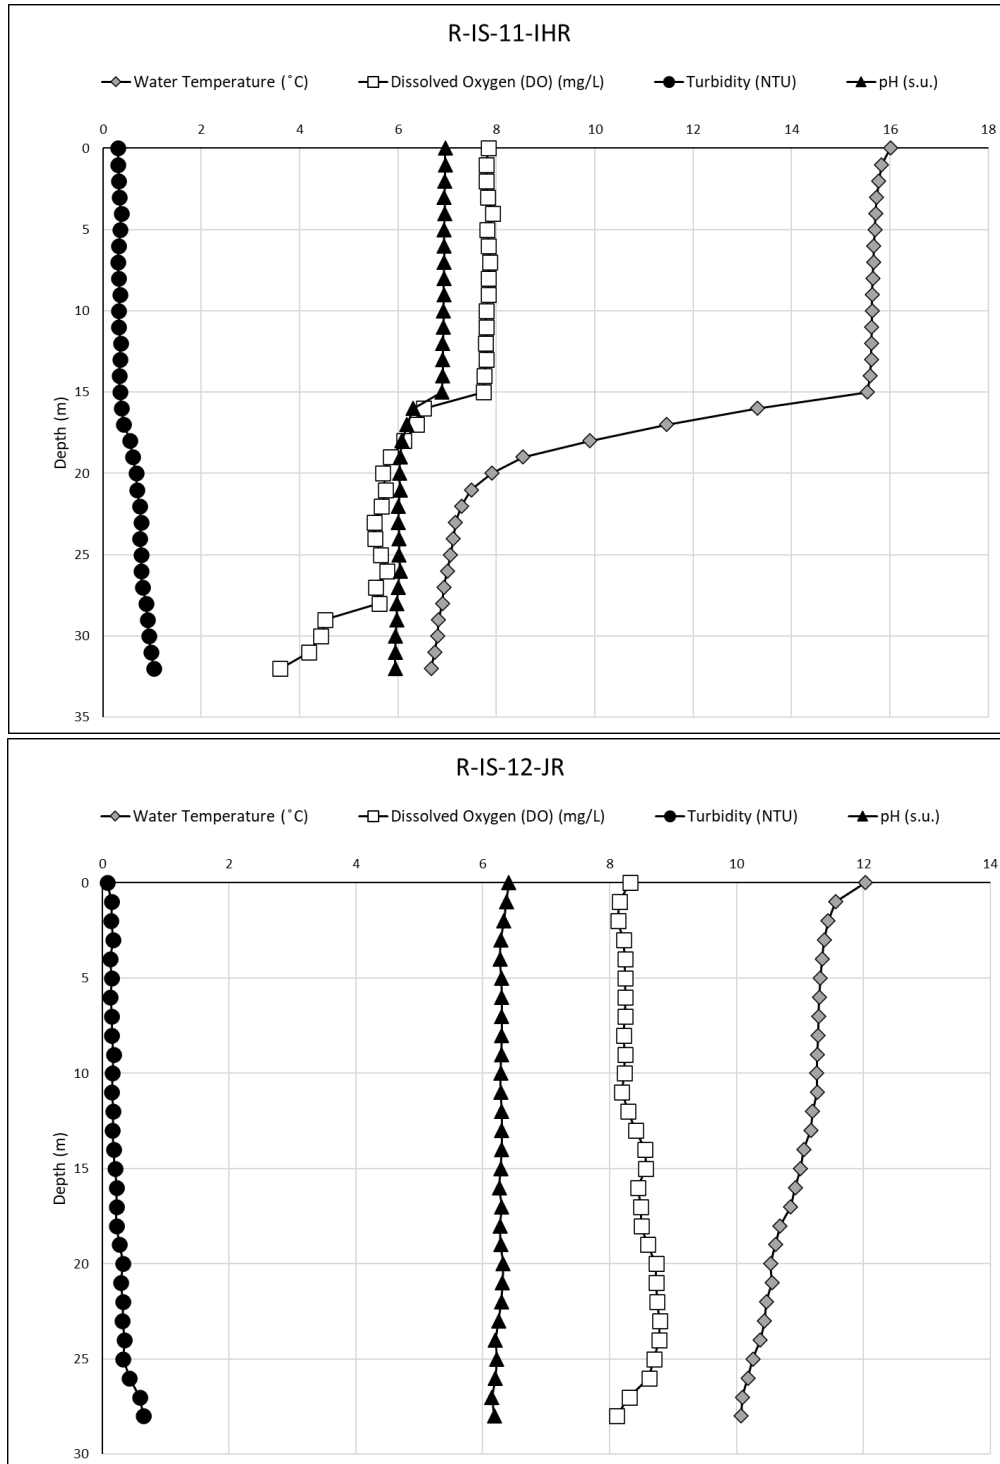 R-IS-11-IHR
Water Temperature (˚C) Dissolved Oxygen (DO) (mg/L) Turbidity (NTU) pH (s.u.)
0 2 4 6 8 10 12 14 16 18
0
5
10
15
Depth (m)
20
25
30
35
R-IS-12-JR
Water Temperature (˚C) Dissolved Oxygen (DO) (mg/L) Turbidity (NTU) pH (s.u.)
0 2 4 6 8 10 12 14
0
5
10
15
Depth (m)
20
25
30